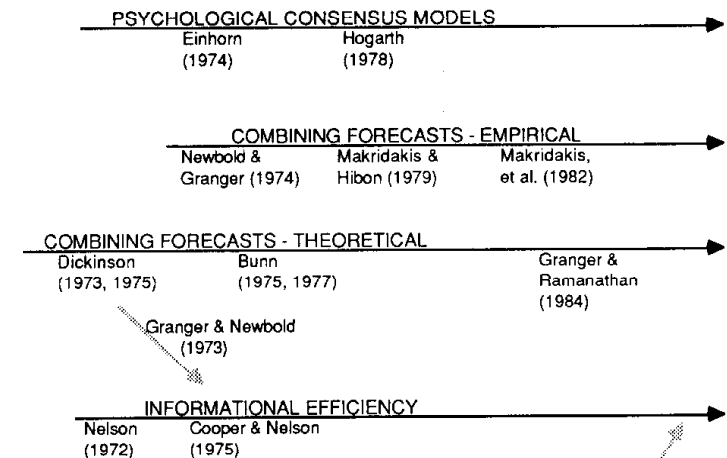 PSYCHOLOGICAL CONSENSUS MODELS
Einhorn Hogarth
(1974) (1978)
COMBINING FORECASTS - EMPIRICAL
Newbold & Makridakis & Makridakis,
Granger (1974) Hibon (1979) et al. (1982)
COMBINING FORECASTS - THEORETICAL
Dickinson Bunn Granger &
(1973, 1975) (1975, 1977) Ramanathan
(1984)
Granger & Newbold
(1973)
INFORMATIONAL EFFICIENCY
Nelson Cooper & Nelson
(1972) (1975)